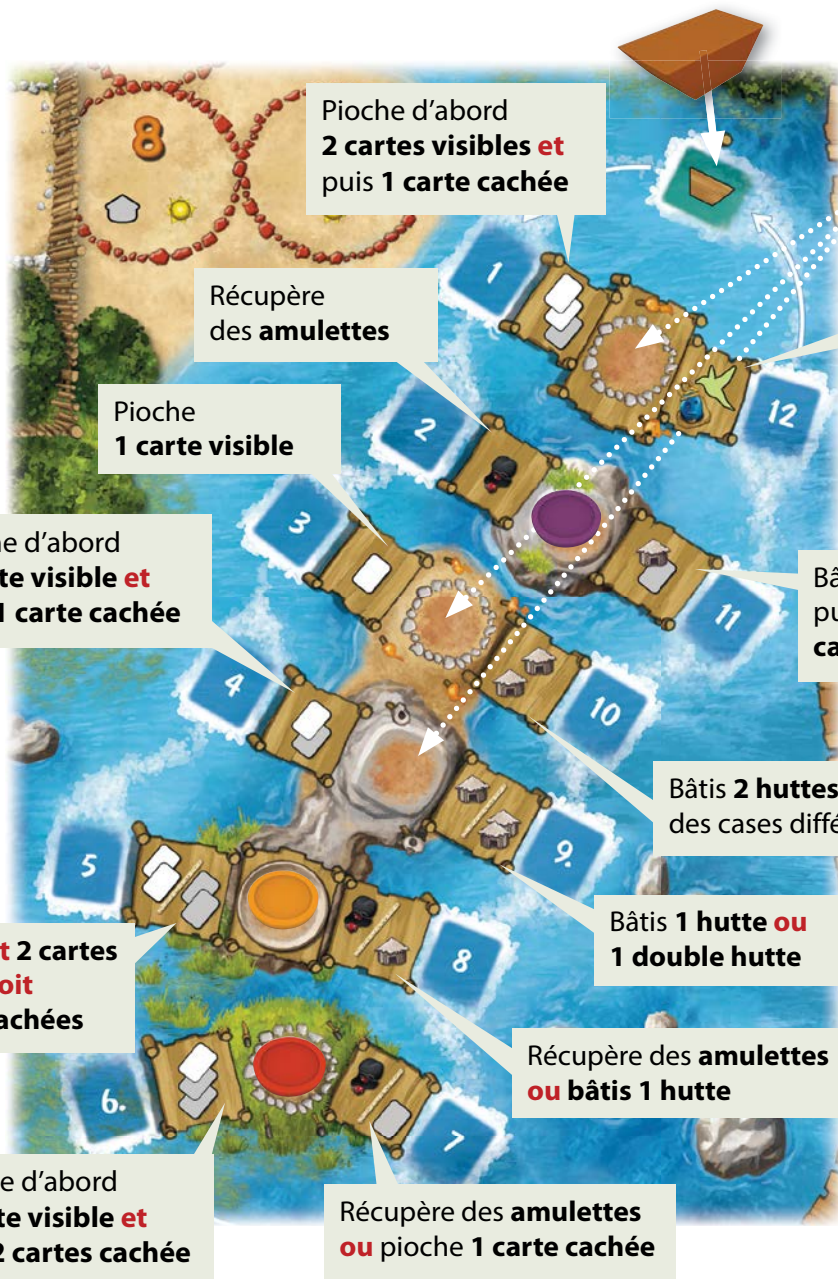 8
Pioche d'abord
2 cartes visibles et
puis 1 carte cachée
1
Récupère
des amulettes
12
Pioche
1 carte visible
2
3
d'abord
visible et
1 carte cachée
11
4
10
Bâtis 2 huttes
des cases
5
9.
Bâtis 1 hutte ou
1 double hutte
2 cartes
8
Récupère des amulettes
ou bâtis 1 hutte
6.
7
d'abord
visible et
2 cartes cachée
Récupère des amulettes
ou pioche 1 carte cachée